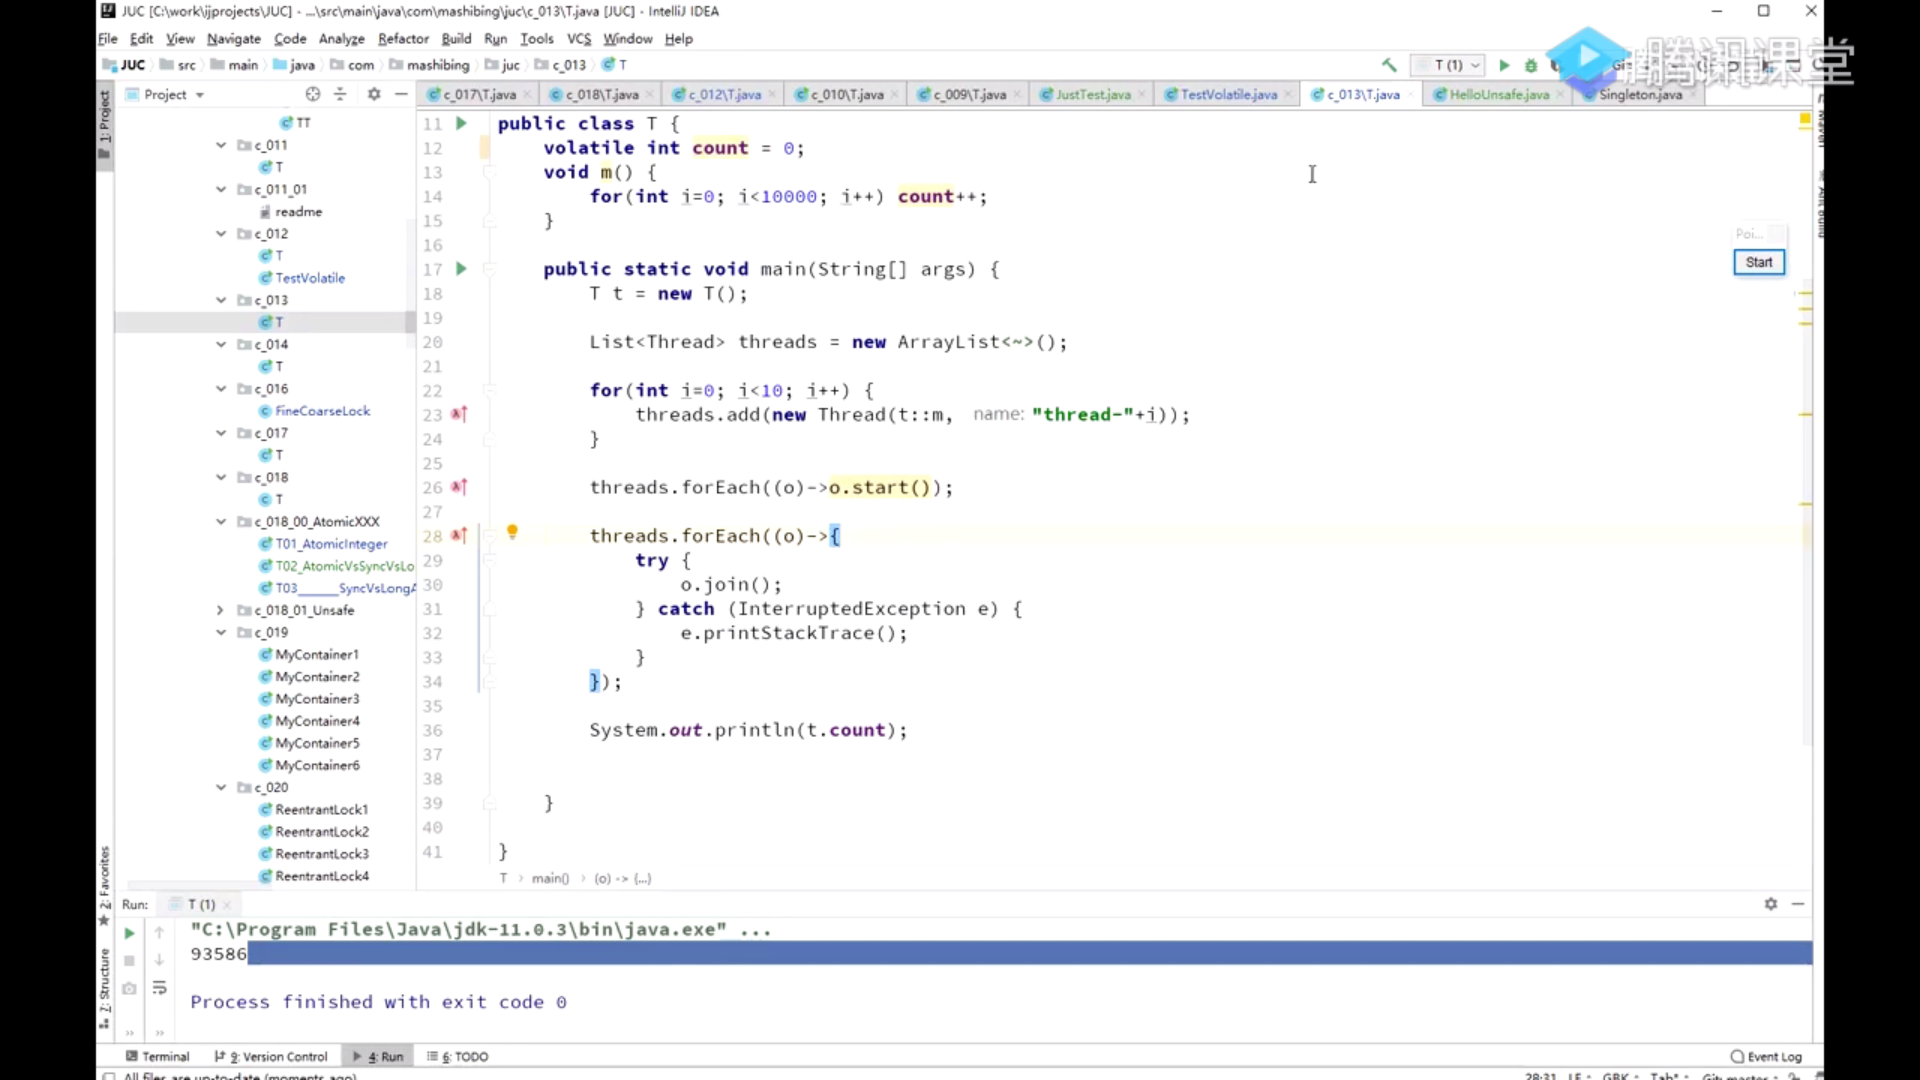 JUC [C:\work\ijprojects\JUC] - ...\src\main\java\com\mashibing\juc\c_013\T.java [JUC] - IntelliJ IDEA
File Edit View Navigate Code Analyze Refactor Build Run Tools VCS Window Help
腾讯课堂
JUC src main java com mashibing juc c_013 T
T (1)
1: Project
Project
c_017\T.java c_018\T.java c_012\T.java c_010\T.java c_009\T.java JustTest.java TestVolatile.java c_013\T.java HelloUnsafe.java Singleton.java
TT
c_011
T
c_011_01
readme
c_012
T
TestVolatile
c_013
T
c_014
T
c_016
FineCoarseLock
c_017
T
c_018
T
c_018_00_AtomicXXX
T01_AtomicInteger
T02_AtomicVsSyncVsLo
T03______SyncVsLongA
c_018_01_Unsafe
c_019
MyContainer1
MyContainer2
MyContainer3
MyContainer4
MyContainer5
MyContainer6
c_020
ReentrantLock1
ReentrantLock2
ReentrantLock3
ReentrantLock4
11 public class T {
12 volatile int count = 0;
13 void m() {
14 for(int i=0; i<10000; i++) count++;
15 }
16
17 public static void main(String[] args) {
18 T t = new T();
19
20 List<Thread> threads = new ArrayList<~>();
21
22 for(int i=0; i<10; i++) {
23 threads.add(new Thread(t::m, name: "thread-"+i));
24 }
25
26 threads.forEach((o)->o.start());
27
28 threads.forEach((o)->{
29 try {
30 o.join();
31 } catch (InterruptedException e) {
32 e.printStackTrace();
33 }
34 });
35
36 System.out.println(t.count);
37
38
39 }
40
41 }
T > main() > (o) -> {...}
Poi...
Start
2: Favorites
7: Structure
Run: T (1)
"C:\Program Files\Java\jdk-11.0.3\bin\java.exe" ...
93586
Process finished with exit code 0
Terminal 9: Version Control 4: Run 6: TODO Event Log
All files are up-to-date (moments ago)
28:31 LF GBK Tab* Git: master